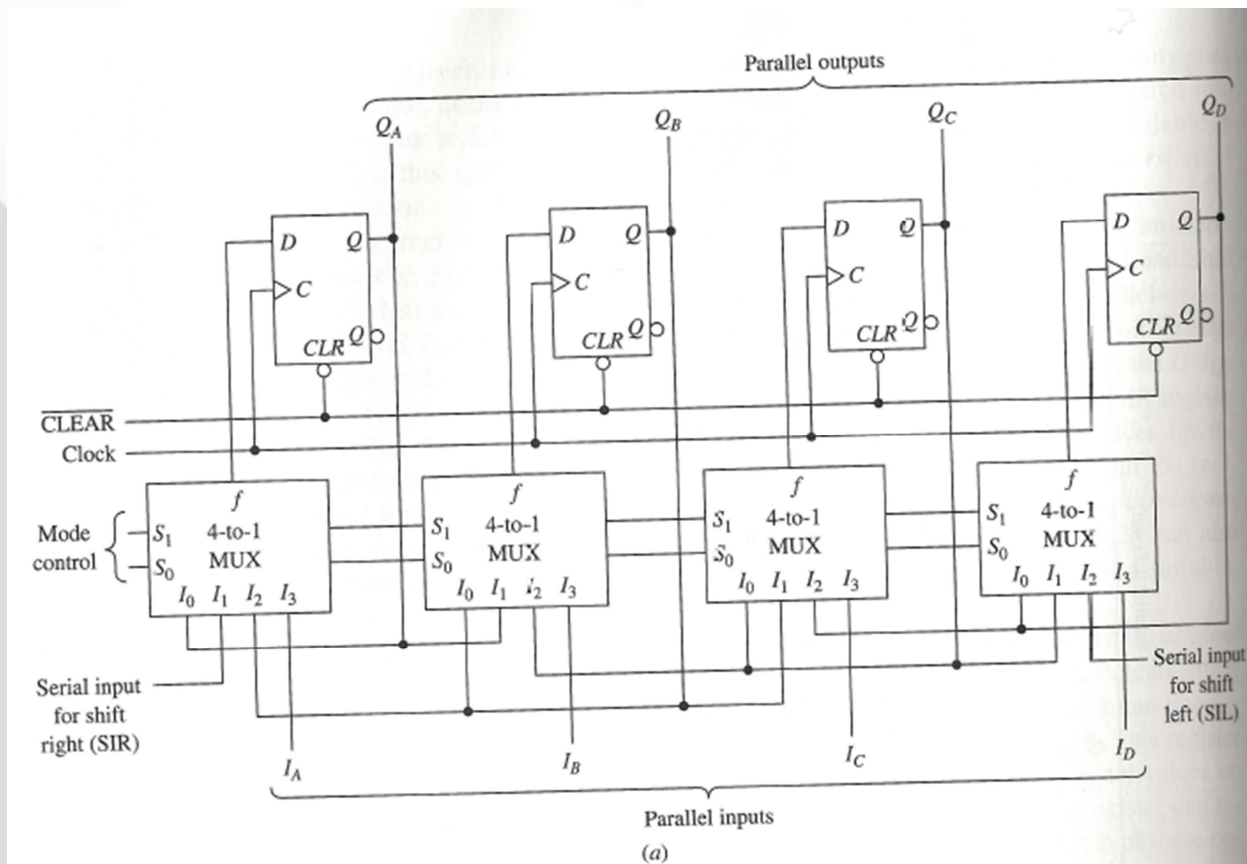 Parallel outputs
Q_A Q_B Q_C Q_D
D Q D Q D Q D Q
C C C C
CLR Q CLR Q CLR Q CLR Q
CLEAR
Clock
f f f f
Mode control
S_1 4-to-1 S_1 4-to-1 S_1 4-to-1 S_1 4-to-1
S_0 MUX S_0 MUX S_0 MUX S_0 MUX
I_0 I_1 I_2 I_3 I_0 I_1 I_2 I_3 I_0 I_1 I_2 I_3 I_0 I_1 I_2 I_3
Serial input
for shift
right (SIR)
Serial input
for shift
left (SIL)
I_A I_B I_C I_D
Parallel inputs
(a)